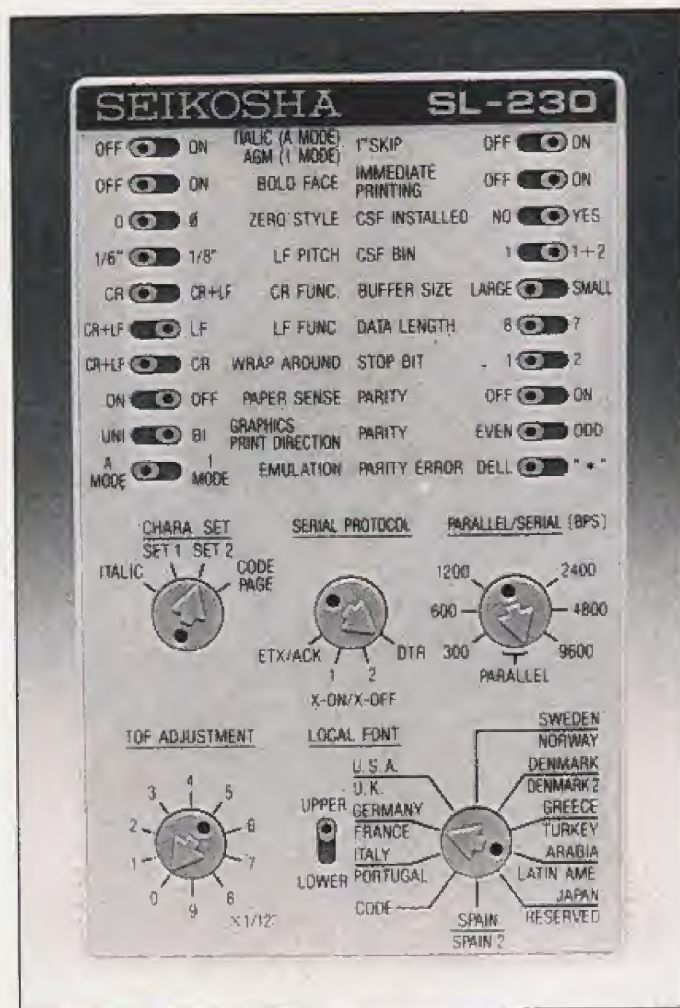 SEIKOSHA SL-230
OFF ON ITALIC (A MODE) AGM (1 MODE) 1"SKIP OFF ON
OFF ON BOLD FACE IMMEDIATE PRINTING OFF ON
0 Ø ZERO STYLE CSF INSTALLED NO YES
1/6" 1/8" LF PITCH CSF BIN 1 1+2
CR CR+LF CR FUNC. BUFFER SIZE LARGE SMALL
CR+LF LF LF FUNC DATA LENGTH 8 7
CR+LF CR WRAP AROUND STOP BIT 1 2
ON OFF PAPER SENSE PARITY OFF ON
UNI BI GRAPHICS PRINT DIRECTION PARITY EVEN ODD
A MODE 1 MODE EMULATION PARITY ERROR DELL "*"
CHARA SET SERIAL PROTOCOL PARALLEL/SERIAL (BPS)
SET 1 SET 2
ITALIC CODE PAGE
ETX/ACK 1 2 DTR
X-ON/X-OFF
1200 2400
600 4800
300 9600
PARALLEL
TOF ADJUSTMENT
3 4 5
2 6
1 7
0 9 8
X1/12"
LOCAL FONT
UPPER
LOWER
U.S.A.
U.K.
GERMANY
FRANCE
ITALY
PORTUGAL
CODE
SPAIN
SPAIN 2
SWEDEN
NORWAY
DENMARK
DENMARK 2
GREECE
TURKEY
ARABIA
LATIN AME
JAPAN
RESERVED